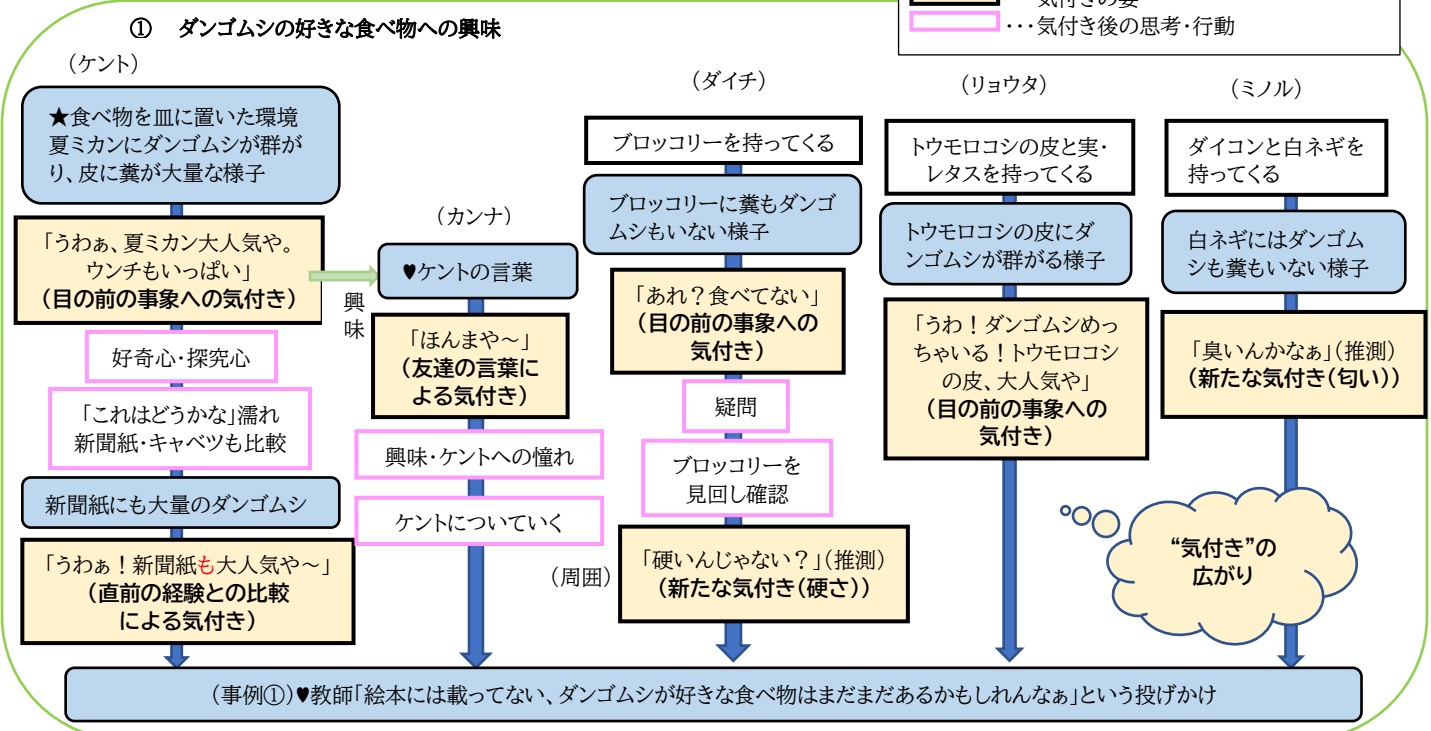 気付きの姿
・・・気付き後の思考・行動
① ダンゴムシの好きな食べ物への興味
（ケント）
★食べ物を皿に置いた環境
夏ミカンにダンゴムシが群が
り、皮に糞が大量な様子
「うわぁ、夏ミカン大人気や。
ウンチもいっぱい」
（目の前の事象への気付き）
好奇心・探究心
「これはどうかな」濡れ
新聞紙・キャベツも比較
新聞紙にも大量のダンゴムシ
「うわぁ！新聞紙も大人気や～」
（直前の経験との比較
による気付き）
興味
（カンナ）
♥ケントの言葉
「ほんまや～」
（友達の言葉に
よる気付き）
興味・ケントへの憧れ
ケントについていく
（ダイチ）
ブロッコリーを持ってくる
ブロッコリーに糞もダンゴ
ムシもいない様子
「あれ？食べてない」
（目の前の事象への
気付き）
疑問
ブロッコリーを
見回し確認
（周囲）
「硬いんじゃない？」（推測）
（新たな気付き（硬さ））
（リョウタ）
トウモロコシの皮と実・
レタスを持ってくる
トウモロコシの皮にダ
ンゴムシが群がる様子
「うわ！ダンゴムシめっ
ちゃいる！トウモロコシ
の皮、大人気や」
（目の前の事象への
気付き）
（ミノル）
ダイコンと白ネギを
持ってくる
白ネギにはダンゴム
シも糞もいない様子
「臭いんかなぁ」（推測）
（新たな気付き（匂い））
“気付き”の
広がり
（事例①）♥教師「絵本には載ってない、ダンゴムシが好きな食べ物はまだまだあるかもしれんなぁ」という投げかけ